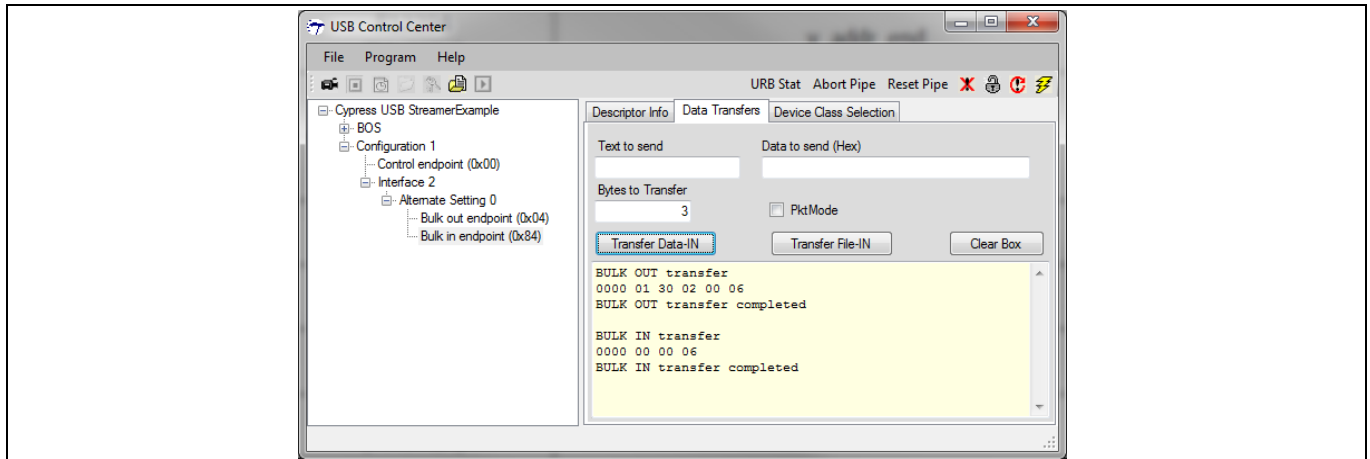 USB Control Center
File Program Help
URB Stat Abort Pipe Reset Pipe
Cypress USB StreamerExample
BOS
Configuration 1
Control endpoint (0x00)
Interface 2
Alternate Setting 0
Bulk out endpoint (0x04)
Bulk in endpoint (0x84)
Descriptor Info Data Transfers Device Class Selection
Text to send Data to send (Hex)
Bytes to Transfer
3 PktMode
Transfer Data-IN Transfer File-IN Clear Box
BULK OUT transfer
0000 01 30 02 00 06
BULK OUT transfer completed
BULK IN transfer
0000 00 00 06
BULK IN transfer completed